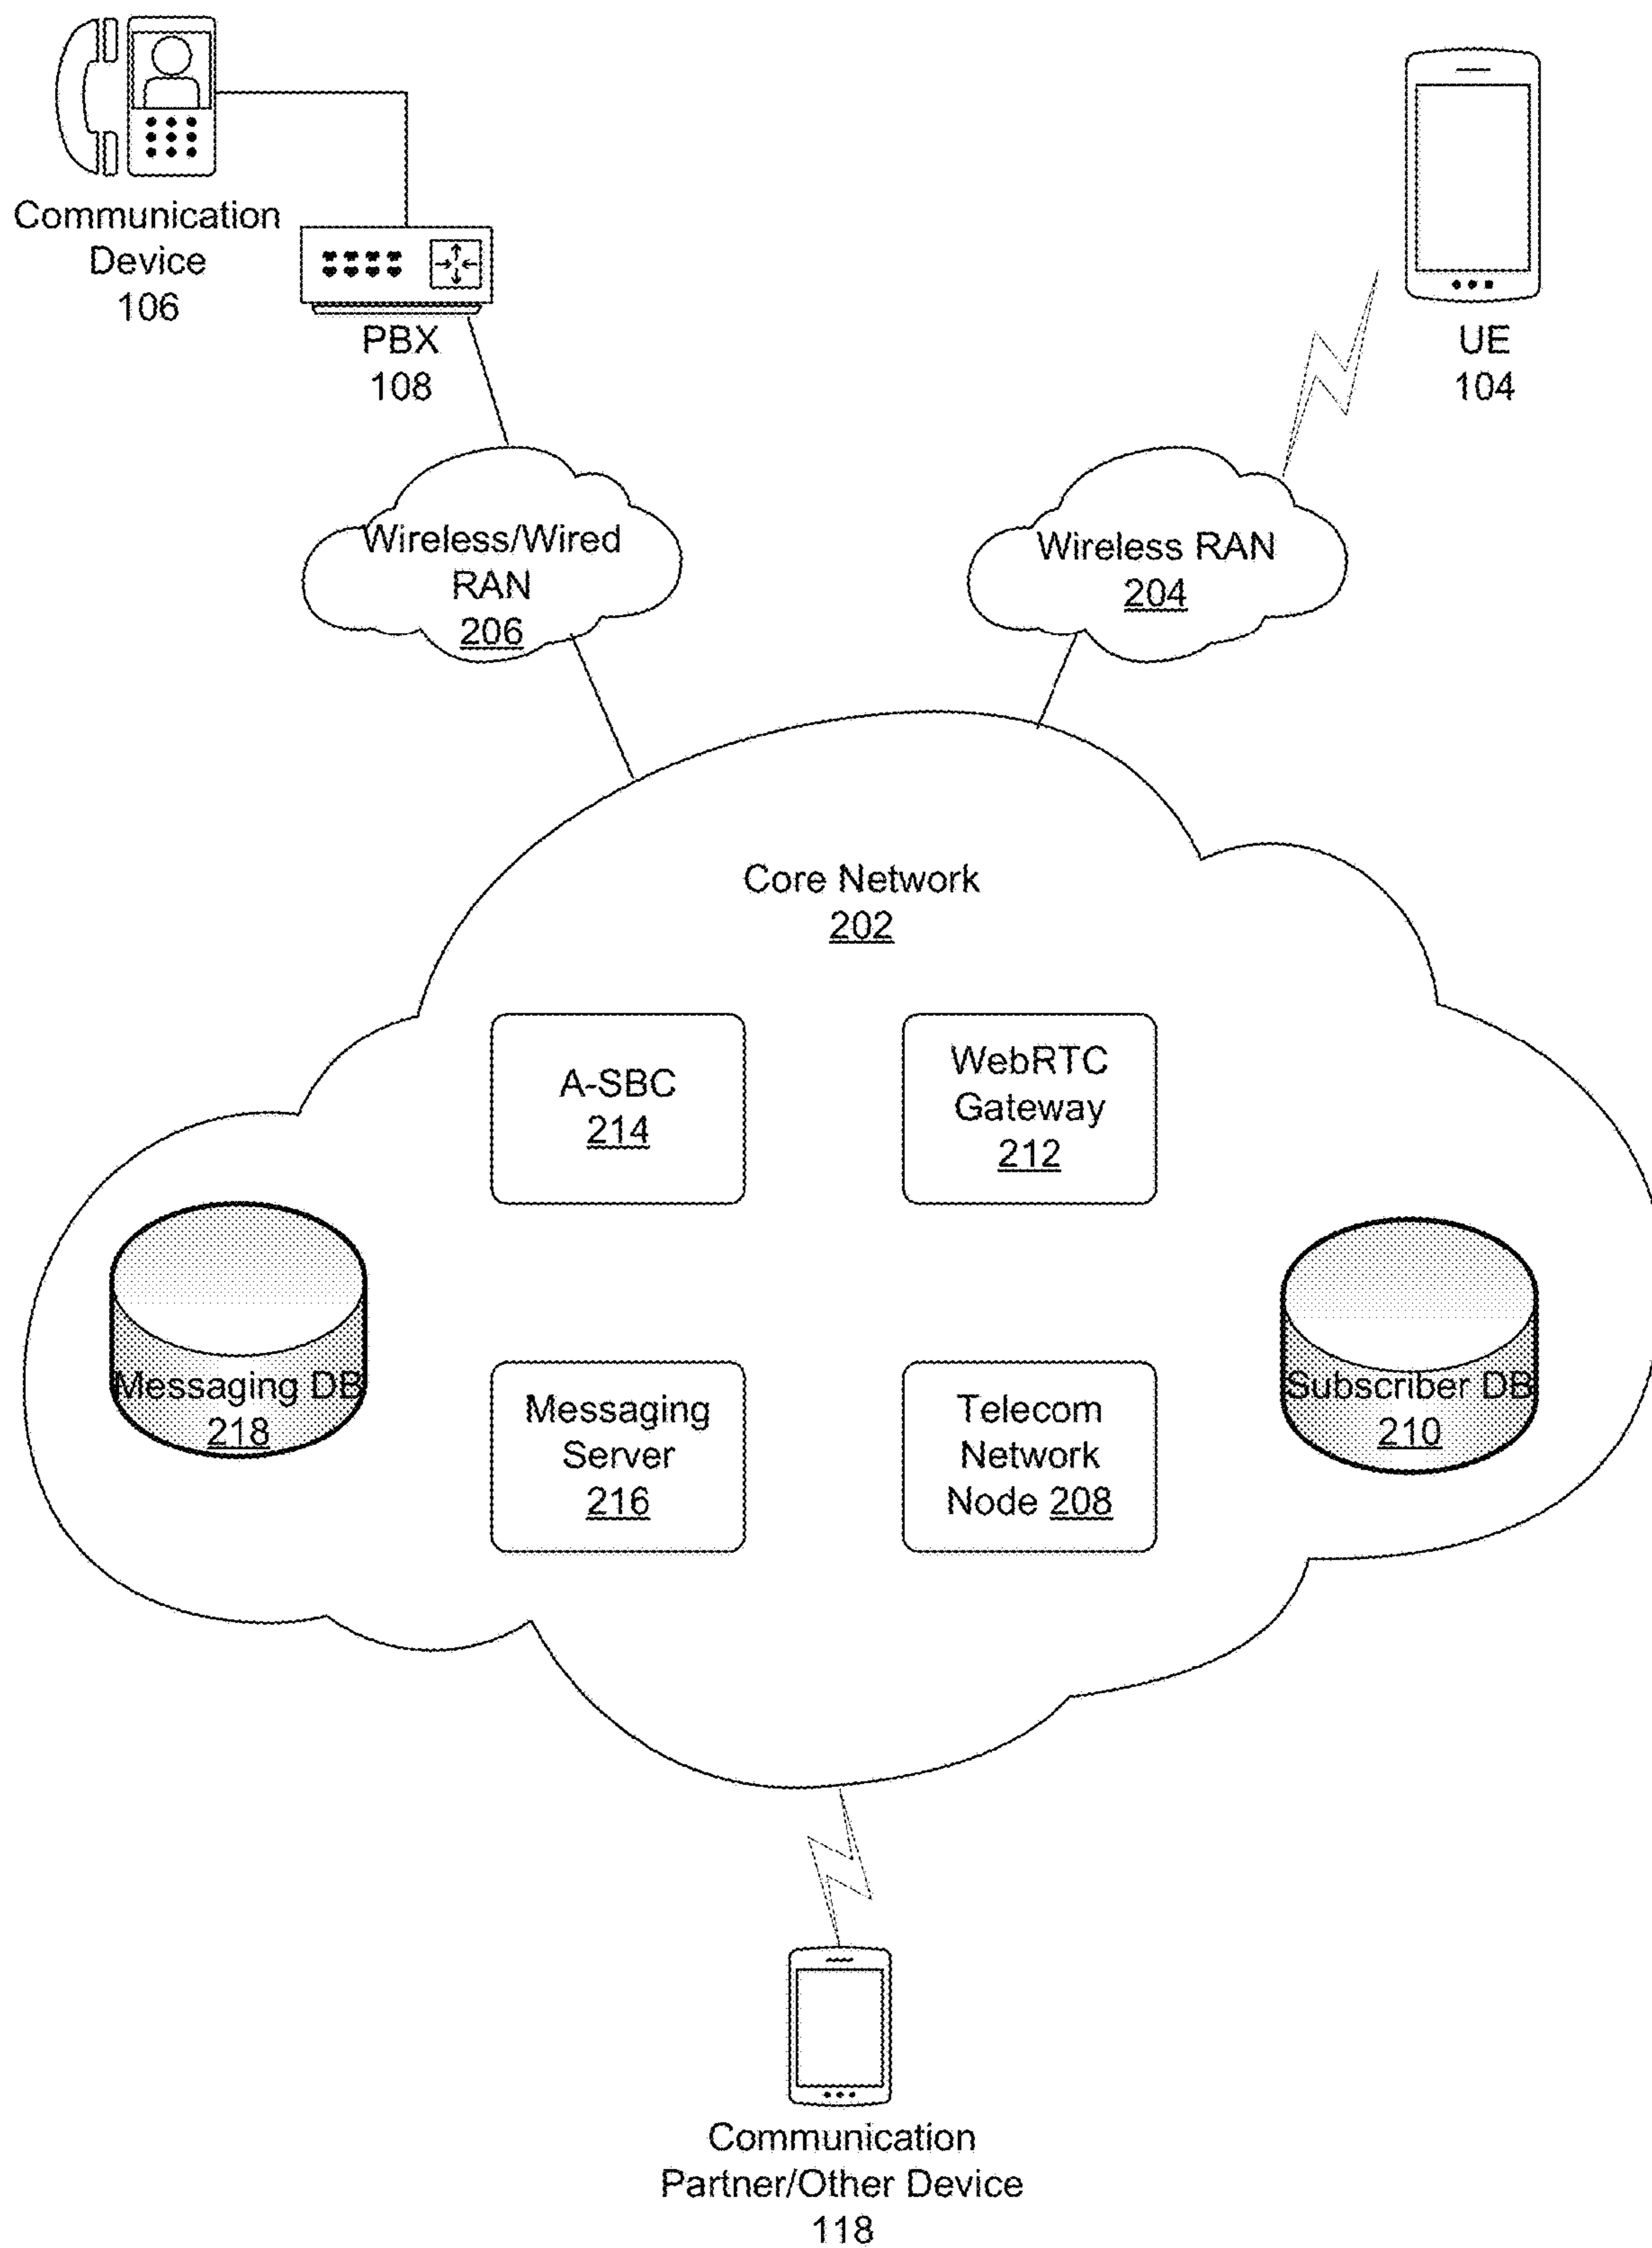 Communication
Device
106
PBX
108
UE
104
Wireless/Wired
RAN
206
Wireless RAN
204
Core Network
202
A-SBC
214
WebRTC
Gateway
212
Messaging DB
218
Messaging
Server
216
Telecom
Network
Node 208
Subscriber DB
210
Communication
Partner/Other Device
118